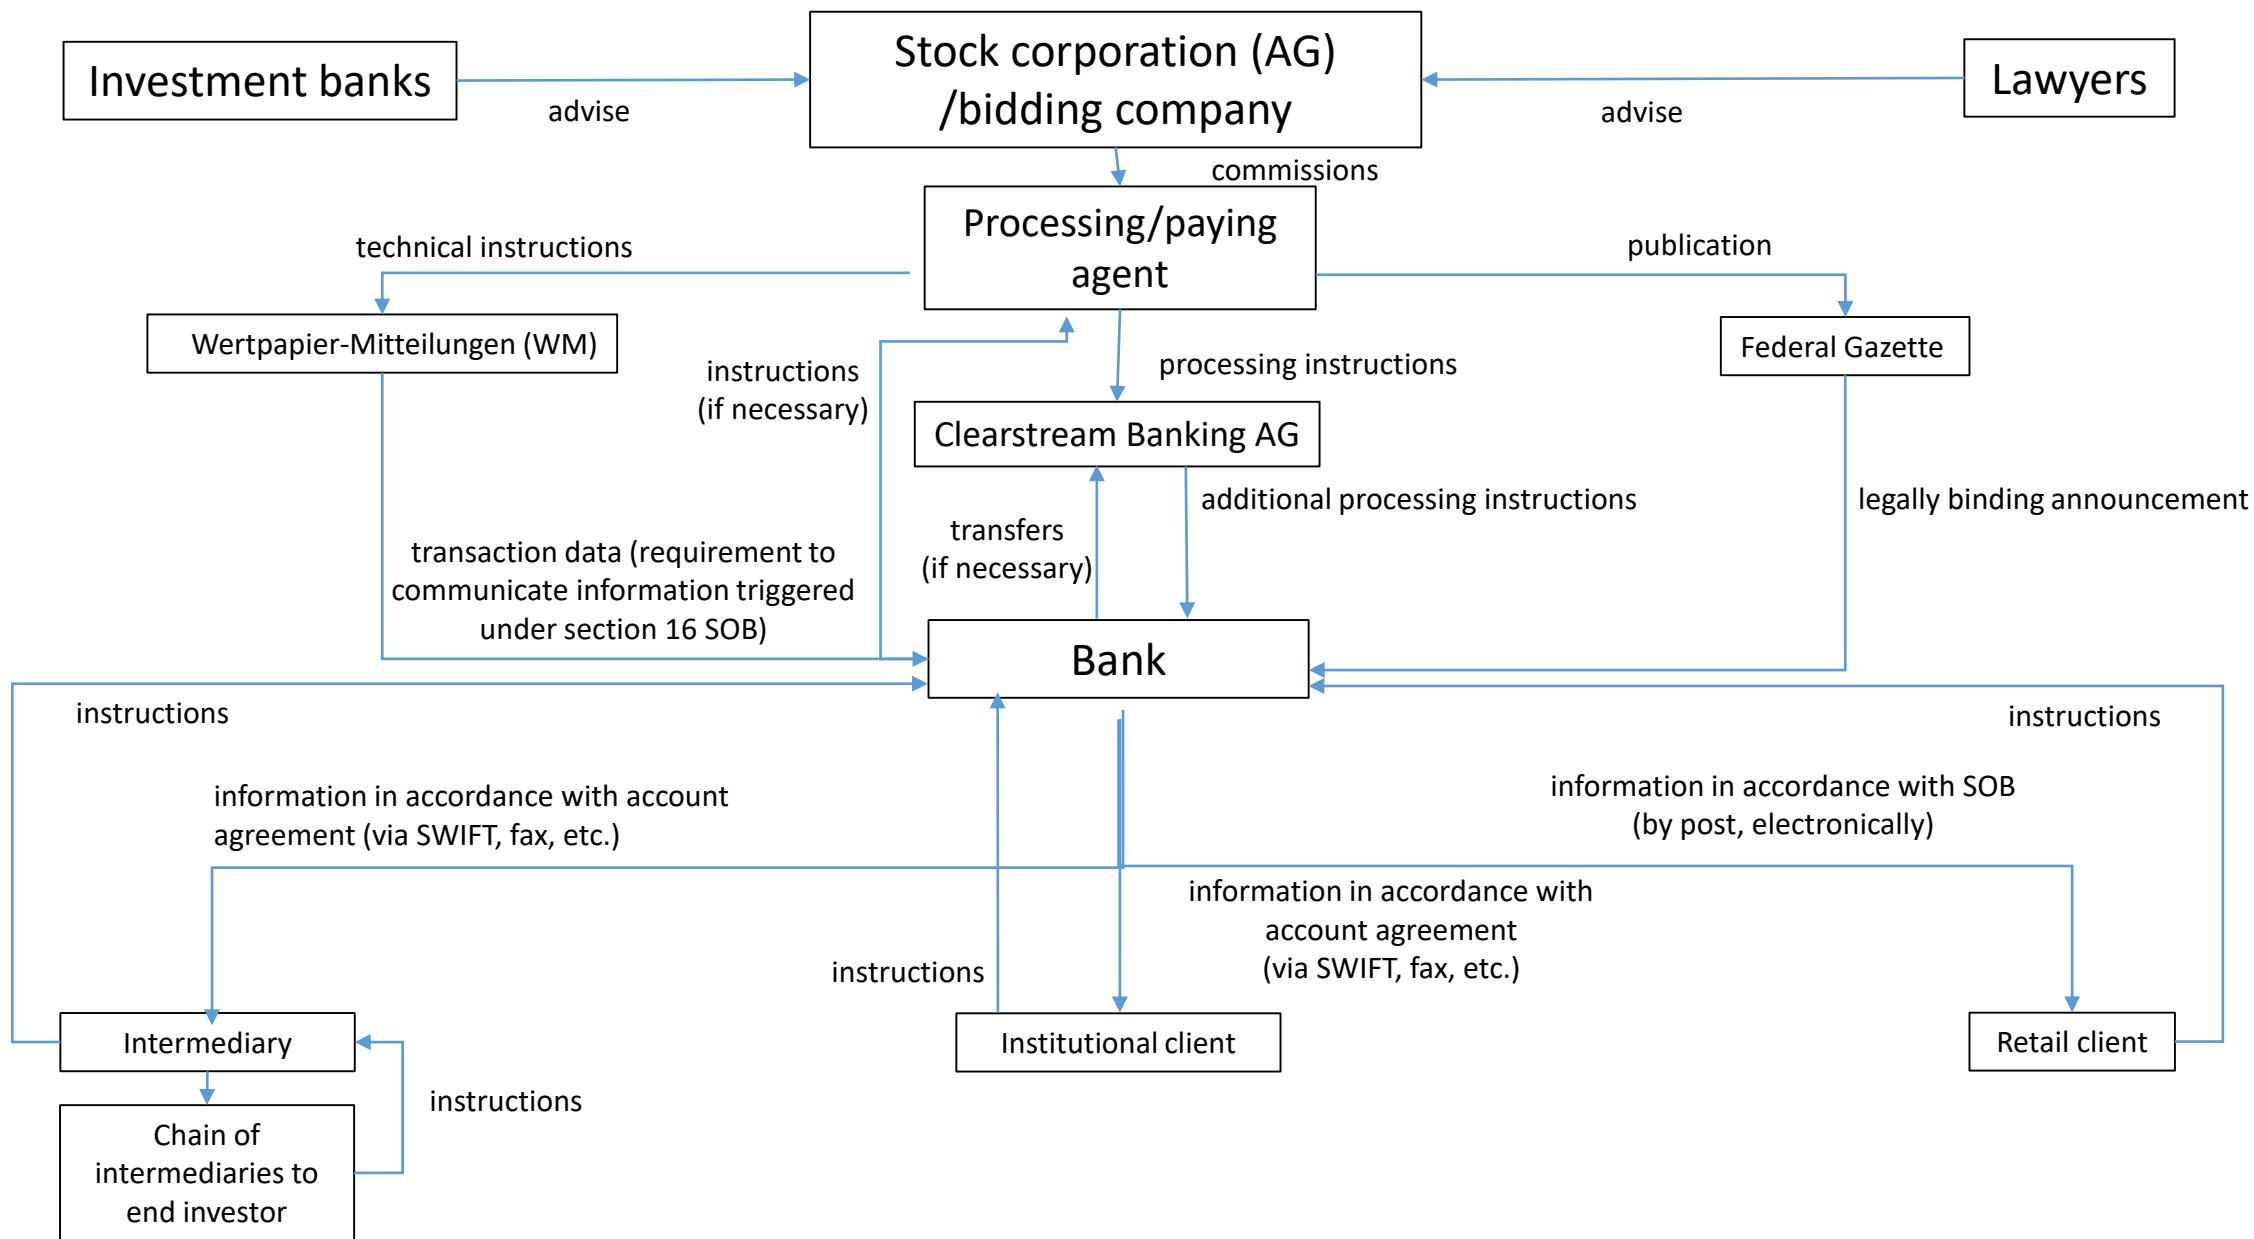 Investment banks
advise
Stock corporation (AG)
/bidding company
Lawyers
advise
commissions
Processing/paying
agent
technical instructions
publication
Wertpapier-Mitteilungen (WM)
Federal Gazette
instructions
(if necessary)
processing instructions
Clearstream Banking AG
additional processing instructions
legally binding announcement
transfers
(if necessary)
transaction data (requirement to
communicate information triggered
under section 16 SOB)
Bank
instructions
instructions
information in accordance with account
agreement (via SWIFT, fax, etc.)
information in accordance with SOB
(by post, electronically)
information in accordance with
account agreement
(via SWIFT, fax, etc.)
instructions
Intermediary
Institutional client
Retail client
instructions
Chain of
intermediaries to
end investor